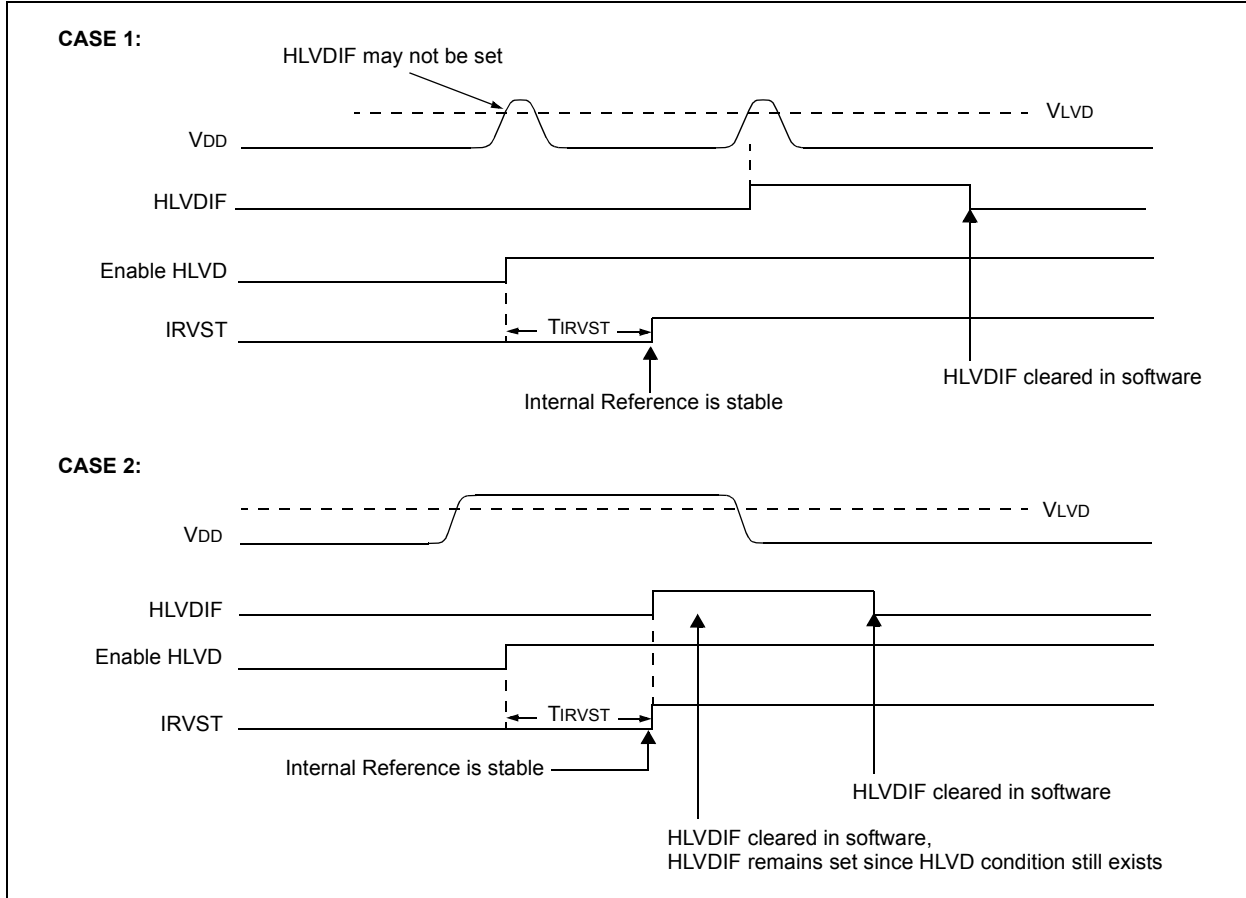 CASE 1:
HLVDIF may not be set
VLVD
VDD
HLVDIF
Enable HLVD
IRVST
TIRVST
HLVDIF cleared in software
Internal Reference is stable
CASE 2:
VLVD
VDD
HLVDIF
Enable HLVD
IRVST
TIRVST
Internal Reference is stable
HLVDIF cleared in software
HLVDIF cleared in software,
HLVDIF remains set since HLVD condition still exists